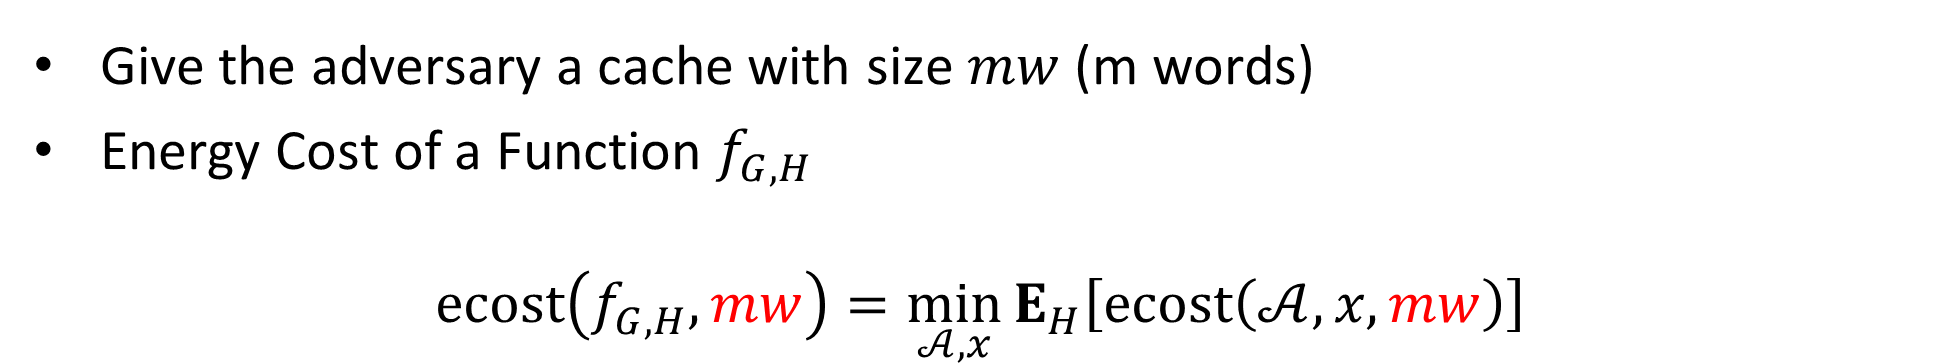 • Give the adversary a cache with size 𝑚𝑤 (m words)
• Energy Cost of a Function 𝑓_{𝐺,𝐻}
ecost(𝑓_{𝐺,𝐻}, 𝑚𝑤) = min_{𝒜,𝑥} 𝐄_𝐻[ecost(𝒜, 𝑥, 𝑚𝑤)]